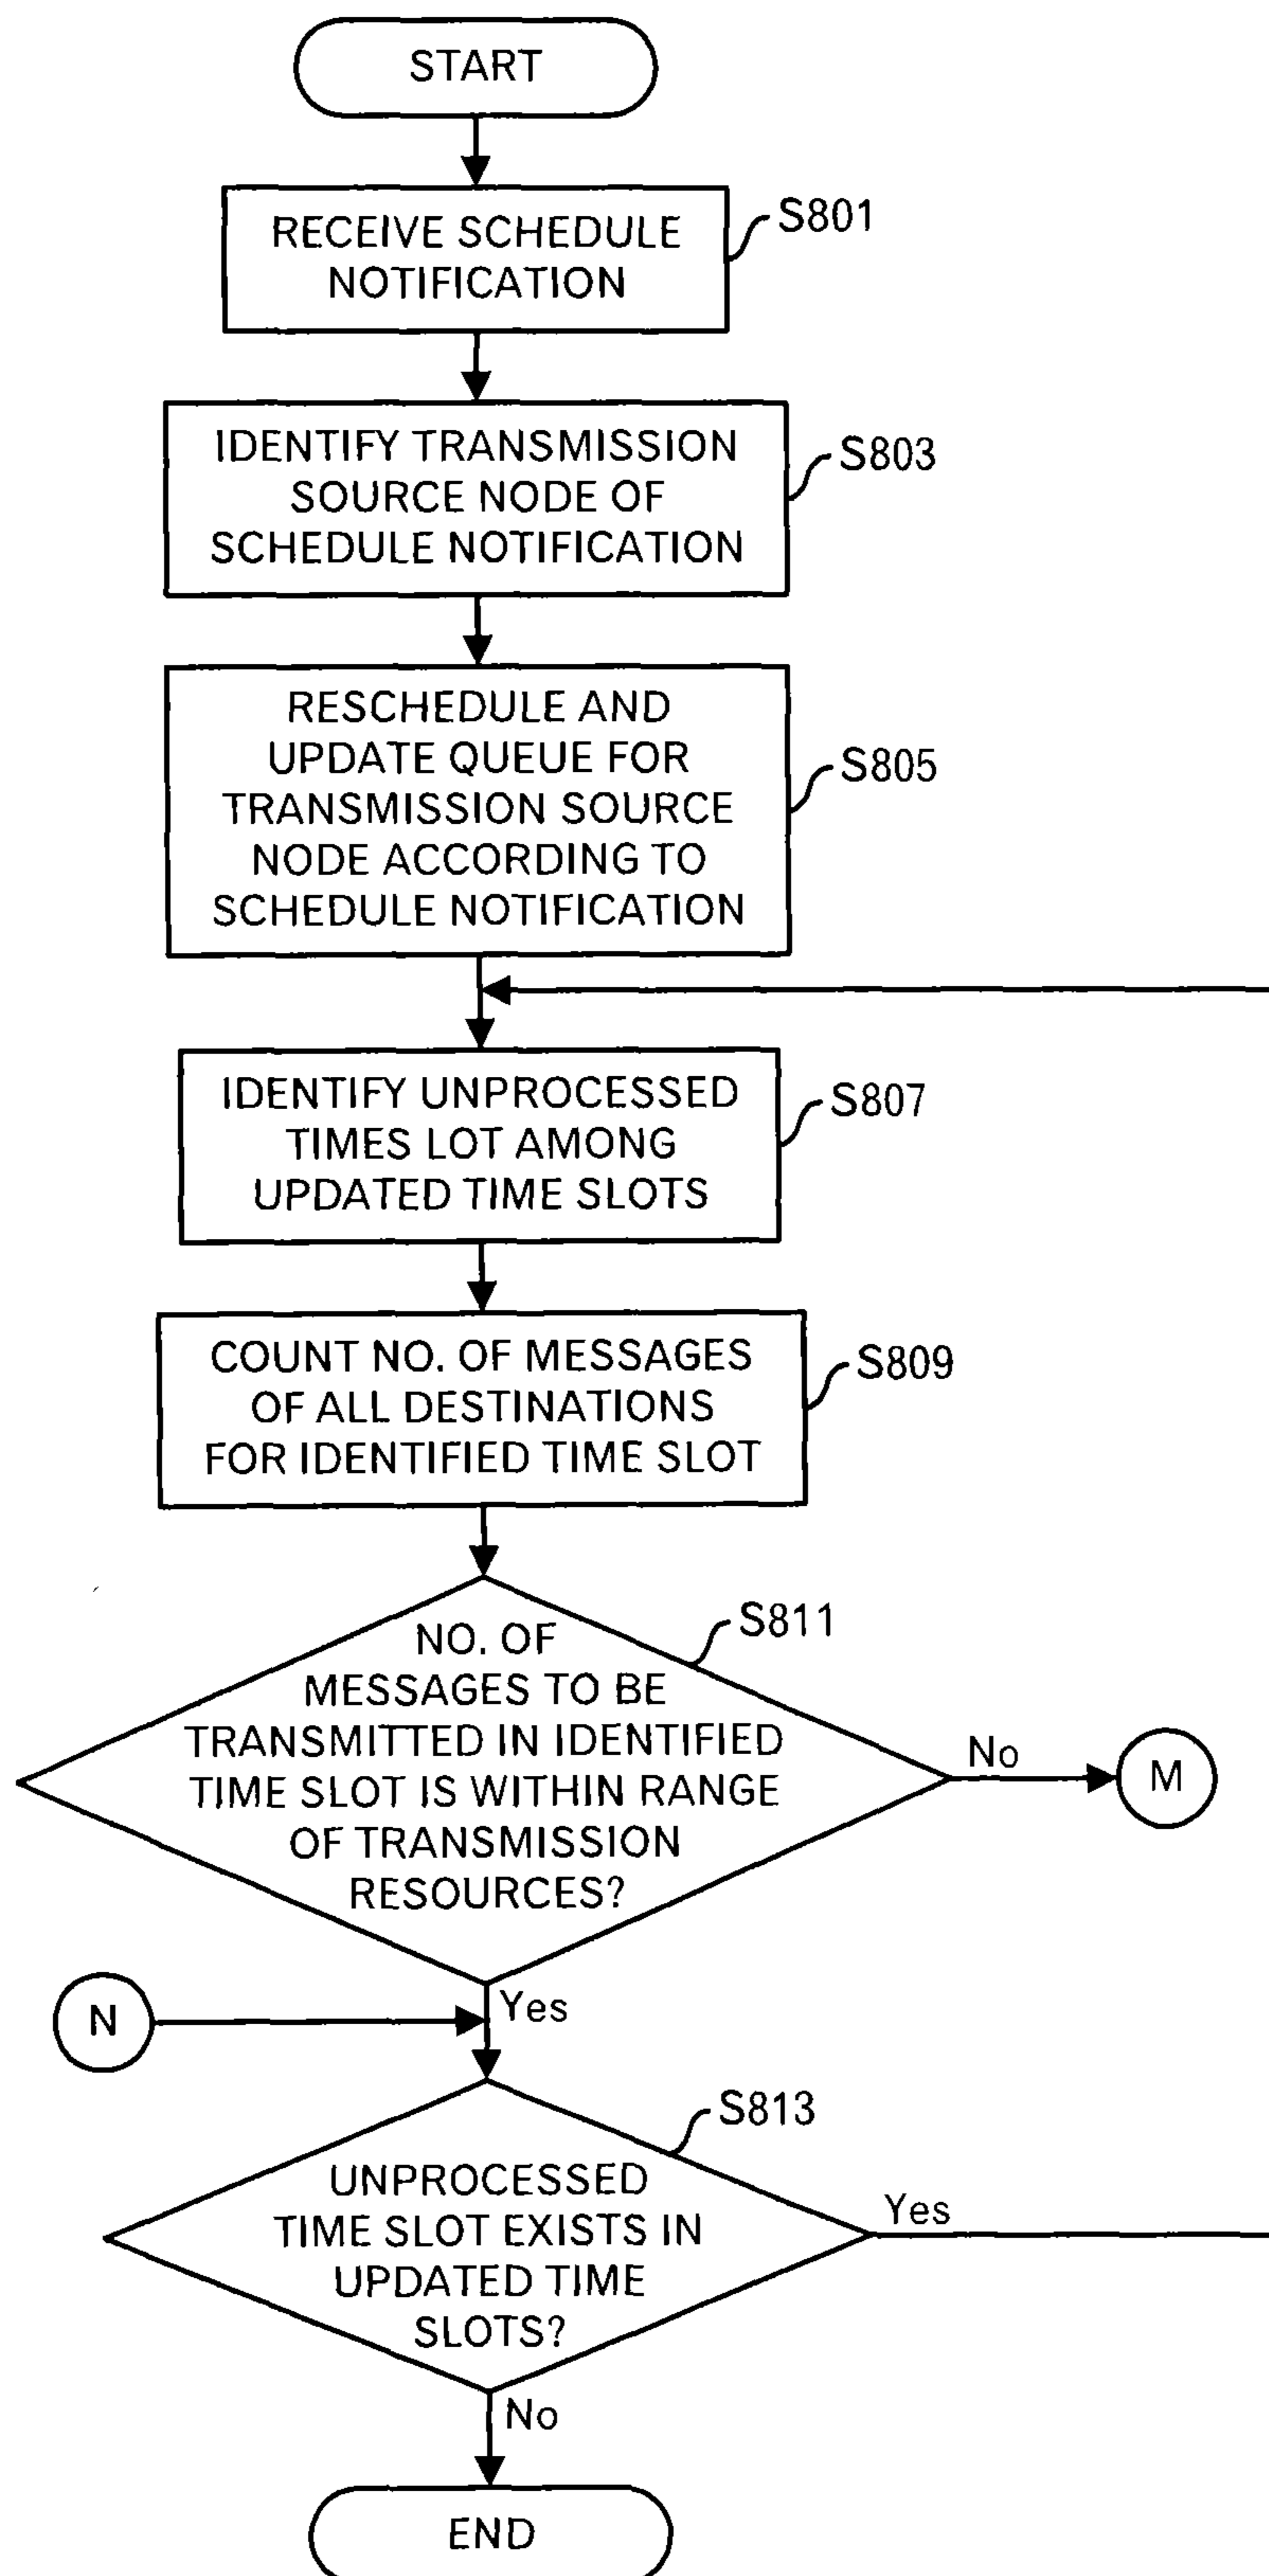 START
RECEIVE SCHEDULE
NOTIFICATION
S801
IDENTIFY TRANSMISSION
SOURCE NODE OF
SCHEDULE NOTIFICATION
S803
RESCHEDULE AND
UPDATE QUEUE FOR
TRANSMISSION SOURCE
NODE ACCORDING TO
SCHEDULE NOTIFICATION
S805
IDENTIFY UNPROCESSED
TIMES LOT AMONG
UPDATED TIME SLOTS
S807
COUNT NO. OF MESSAGES
OF ALL DESTINATIONS
FOR IDENTIFIED TIME SLOT
S809
NO. OF
MESSAGES TO BE
TRANSMITTED IN IDENTIFIED
TIME SLOT IS WITHIN RANGE
OF TRANSMISSION
RESOURCES?
S811
No
M
N
Yes
UNPROCESSED
TIME SLOT EXISTS IN
UPDATED TIME
SLOTS?
S813
Yes
No
END